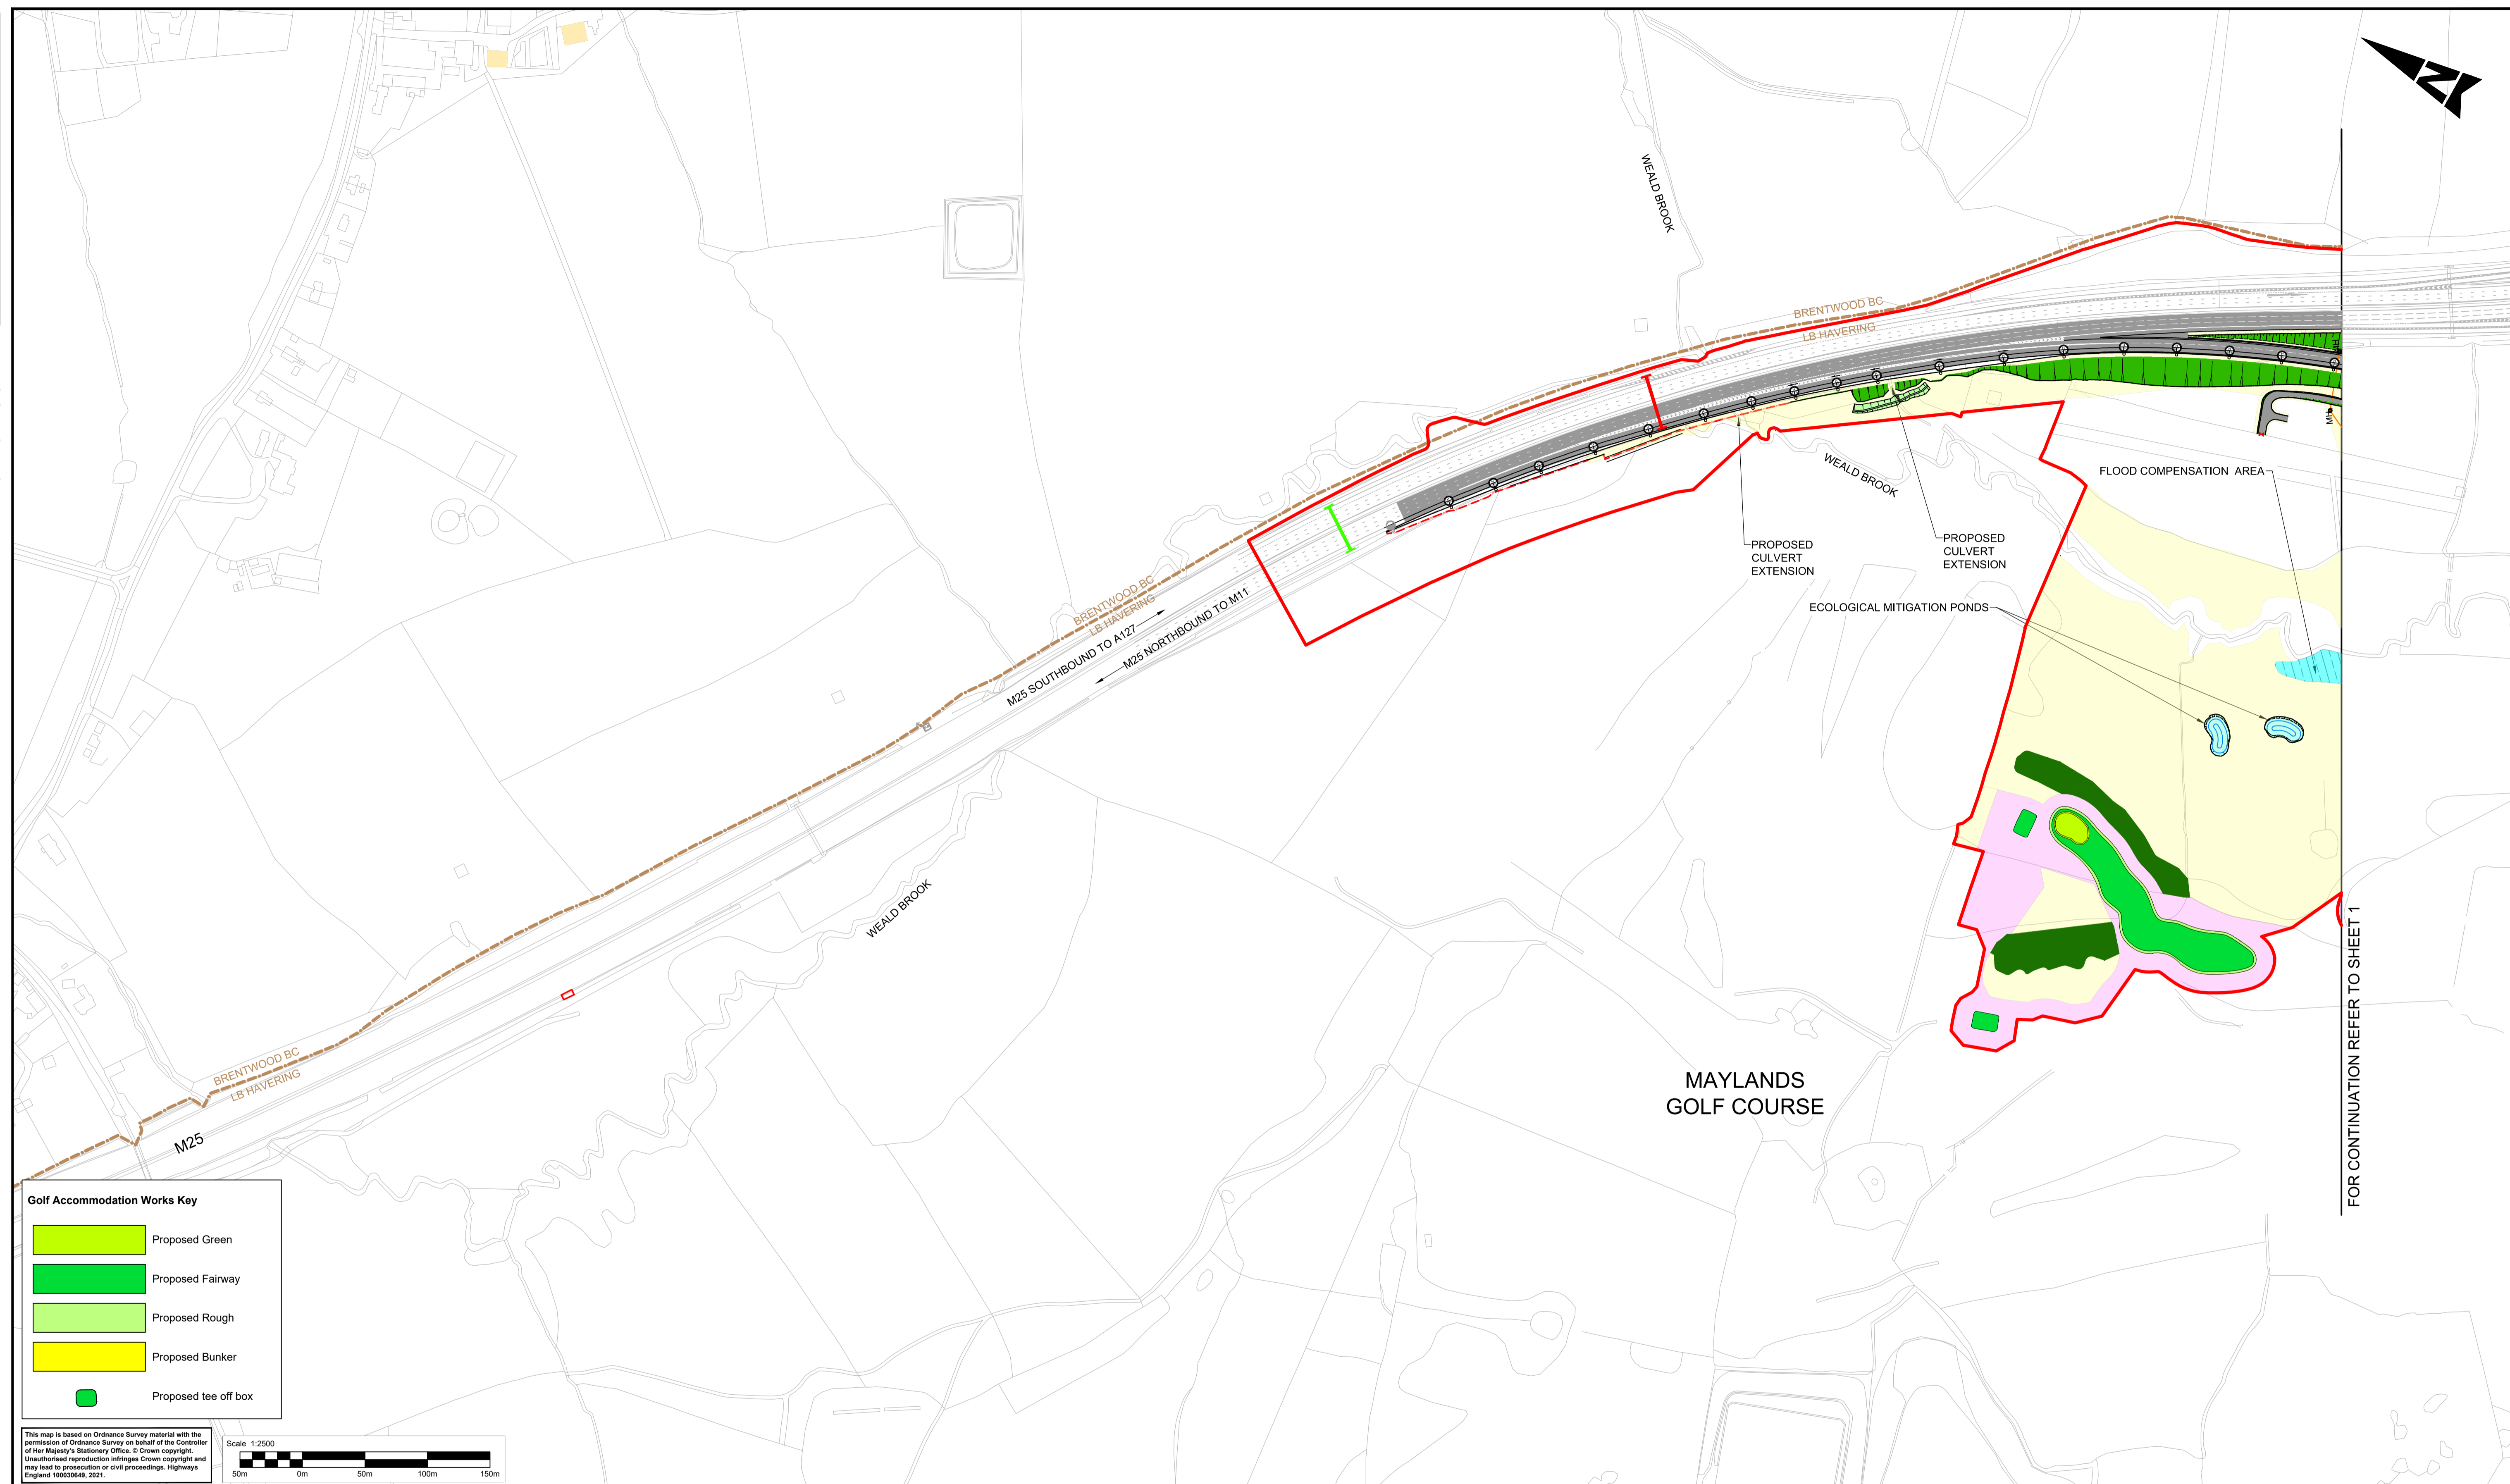 N
WEALD BROOK
BRENTWOOD BC
LB HAVERING
MH
MH
FLOOD COMPENSATION AREA
WEALD BROOK
PROPOSED
CULVERT
EXTENSION
PROPOSED
CULVERT
EXTENSION
ECOLOGICAL MITIGATION PONDS
BRENTWOOD BC
LB HAVERING
M25 SOUTHBOUND TO A127
M25 NORTHBOUND TO M11
WEALD BROOK
BRENTWOOD BC
LB HAVERING
M25
MAYLANDS
GOLF COURSE
FOR CONTINUATION REFER TO SHEET 1
Golf Accommodation Works Key
Proposed Green
Proposed Fairway
Proposed Rough
Proposed Bunker
Proposed tee off box
This map is based on Ordnance Survey material with the
permission of Ordnance Survey on behalf of the Controller
of Her Majesty's Stationery Office. © Crown copyright.
Unauthorised reproduction infringes Crown copyright and
may lead to prosecution or civil proceedings. Highways
England 100030649, 2021.
Scale 1:2500
50m 0m 50m 100m 150m